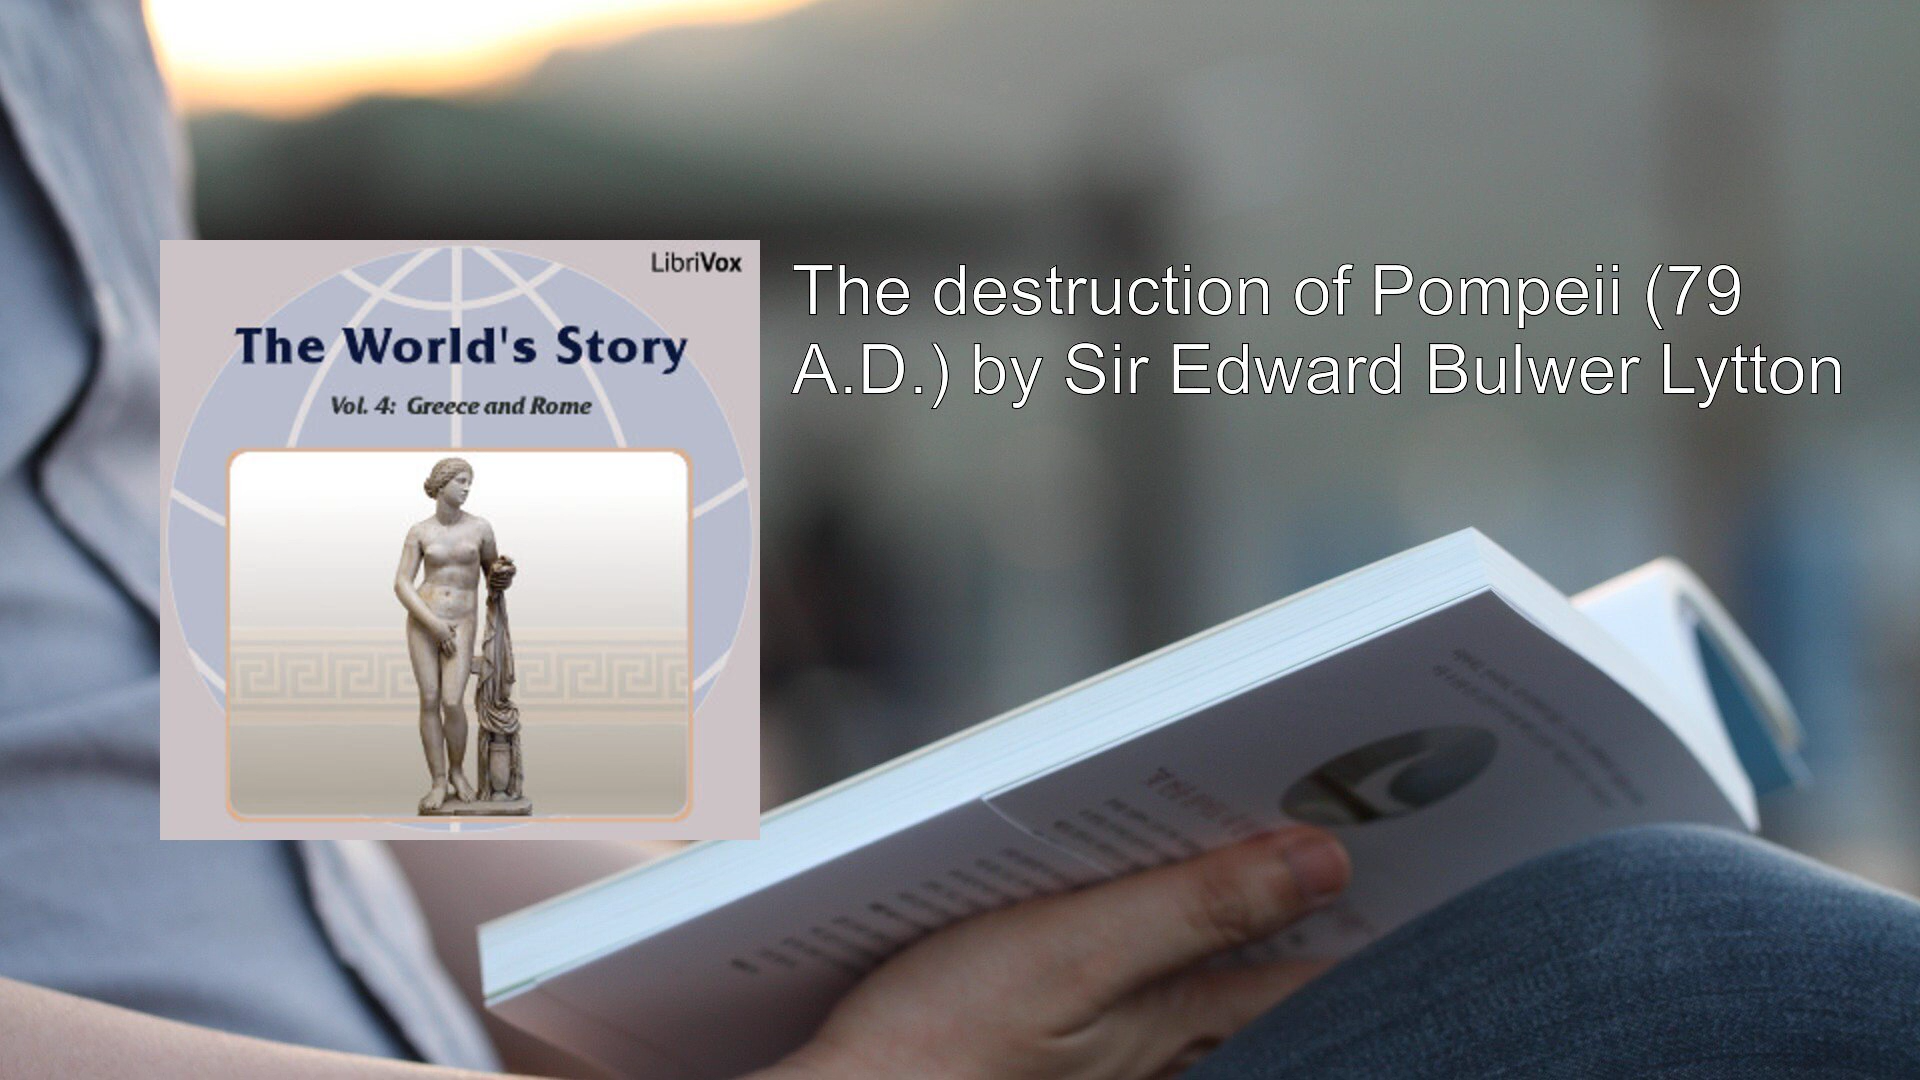 LibriVox
The World's Story
Vol. 4: Greece and Rome
The destruction of Pompeii (79
A.D.) by Sir Edward Bulwer Lytton